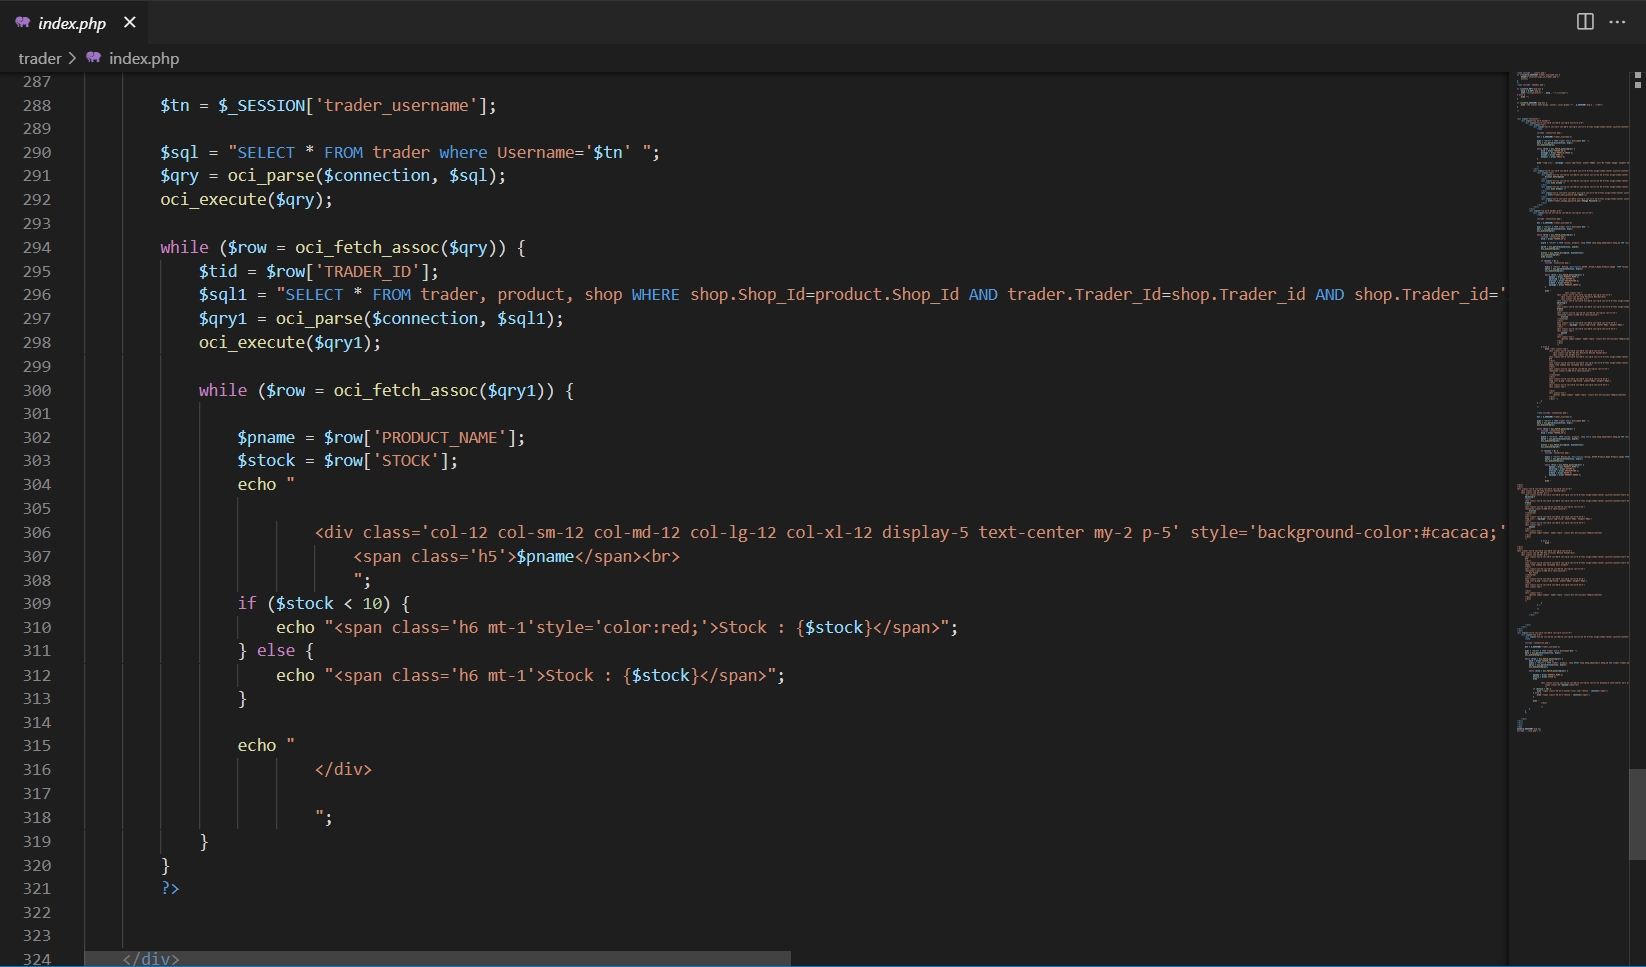 index.php
trader > index.php
287
288 $tn = $_SESSION['trader_username'];
289
290 $sql = "SELECT * FROM trader where Username='$tn' ";
291 $qry = oci_parse($connection, $sql);
292 oci_execute($qry);
293
294 while ($row = oci_fetch_assoc($qry)) {
295 $tid = $row['TRADER_ID'];
296 $sql1 = "SELECT * FROM trader, product, shop WHERE shop.Shop_Id=product.Shop_Id AND trader.Trader_Id=shop.Trader_id AND shop.Trader_id='
297 $qry1 = oci_parse($connection, $sql1);
298 oci_execute($qry1);
299
300 while ($row = oci_fetch_assoc($qry1)) {
301
302 $pname = $row['PRODUCT_NAME'];
303 $stock = $row['STOCK'];
304 echo "
305
306 <div class='col-12 col-sm-12 col-md-12 col-lg-12 col-xl-12 display-5 text-center my-2 p-5' style='background-color:#cacaca;'
307 <span class='h5'>$pname</span><br>
308 ";
309 if ($stock < 10) {
310 echo "<span class='h6 mt-1'style='color:red;'>Stock : {$stock}</span>";
311 } else {
312 echo "<span class='h6 mt-1'>Stock : {$stock}</span>";
313 }
314
315 echo "
316 </div>
317
318 ";
319 }
320 }
321 ?>
322
323
324 </div>